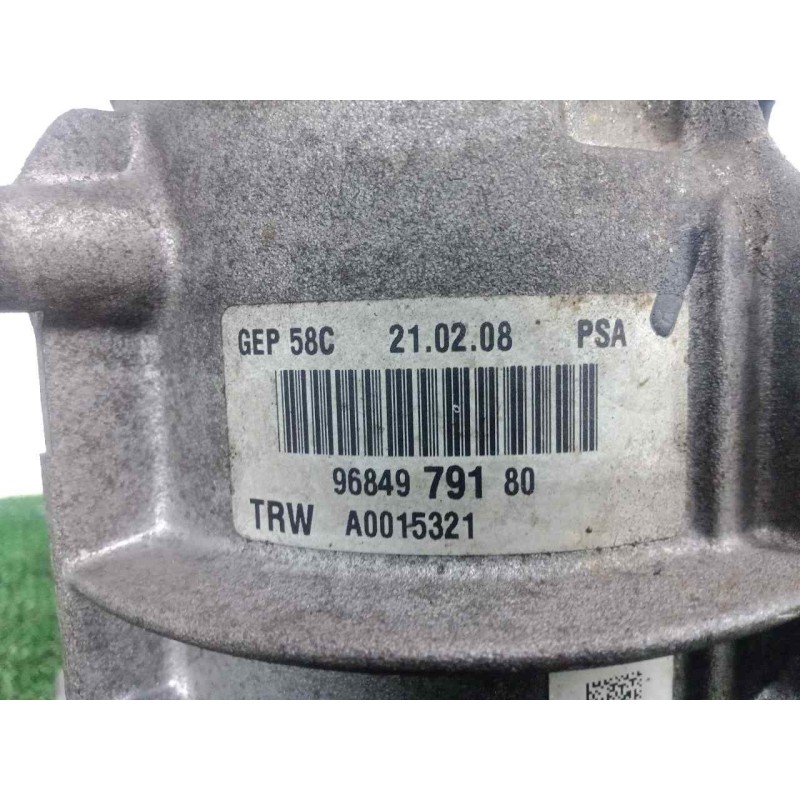 GEP 58C 21.02.08 PSA
96849 791 80
TRW A0015321